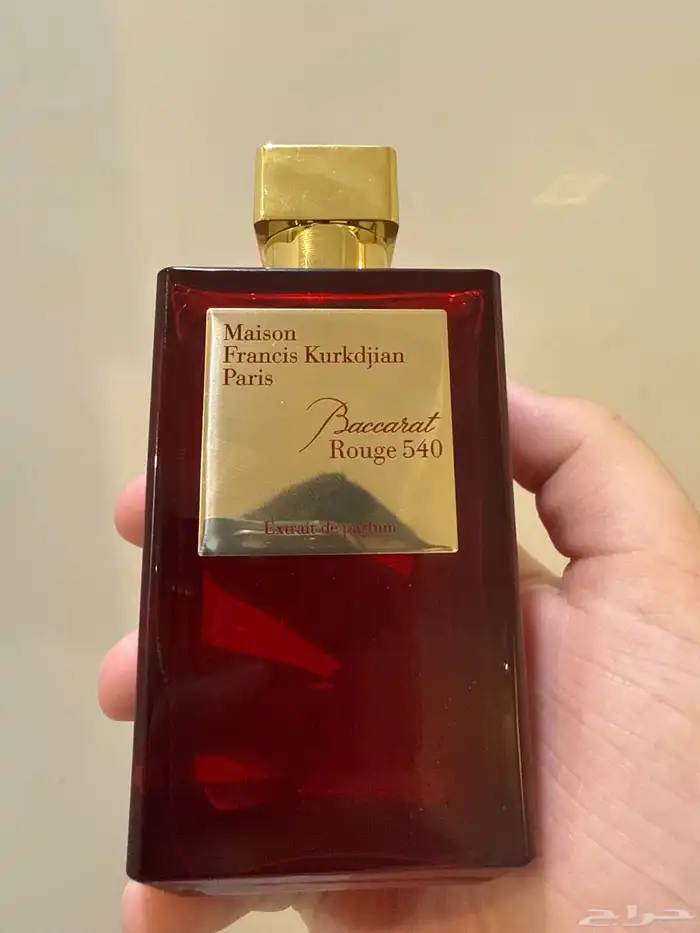 Maison
Francis Kurkdjian
Paris
Baccarat
Rouge 540
Extrait de parfum
حراج